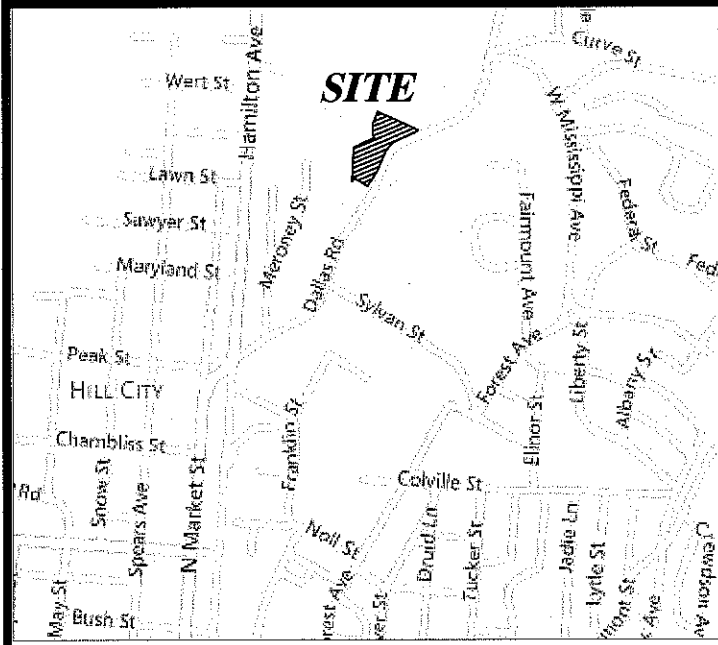 Curve St
Hamilton Ave
Wert St
SITE
W Mississippi Ave
Lawn St
Federal St
Meroney St
Fairmount Ave
Sawyer St
Dallas Rd
Maryland St
Sylvan St
Peak St
Forest Ave
Liberty St
Albany St
HILL CITY
Franklin St
Elinor St
Chambliss St
N Market St
Colville St
Rd
Snow St
Spears Ave
Noll St
Druid Ln
Tucker St
Jadie Ln
Lytle St
May St
Bush St
Ave